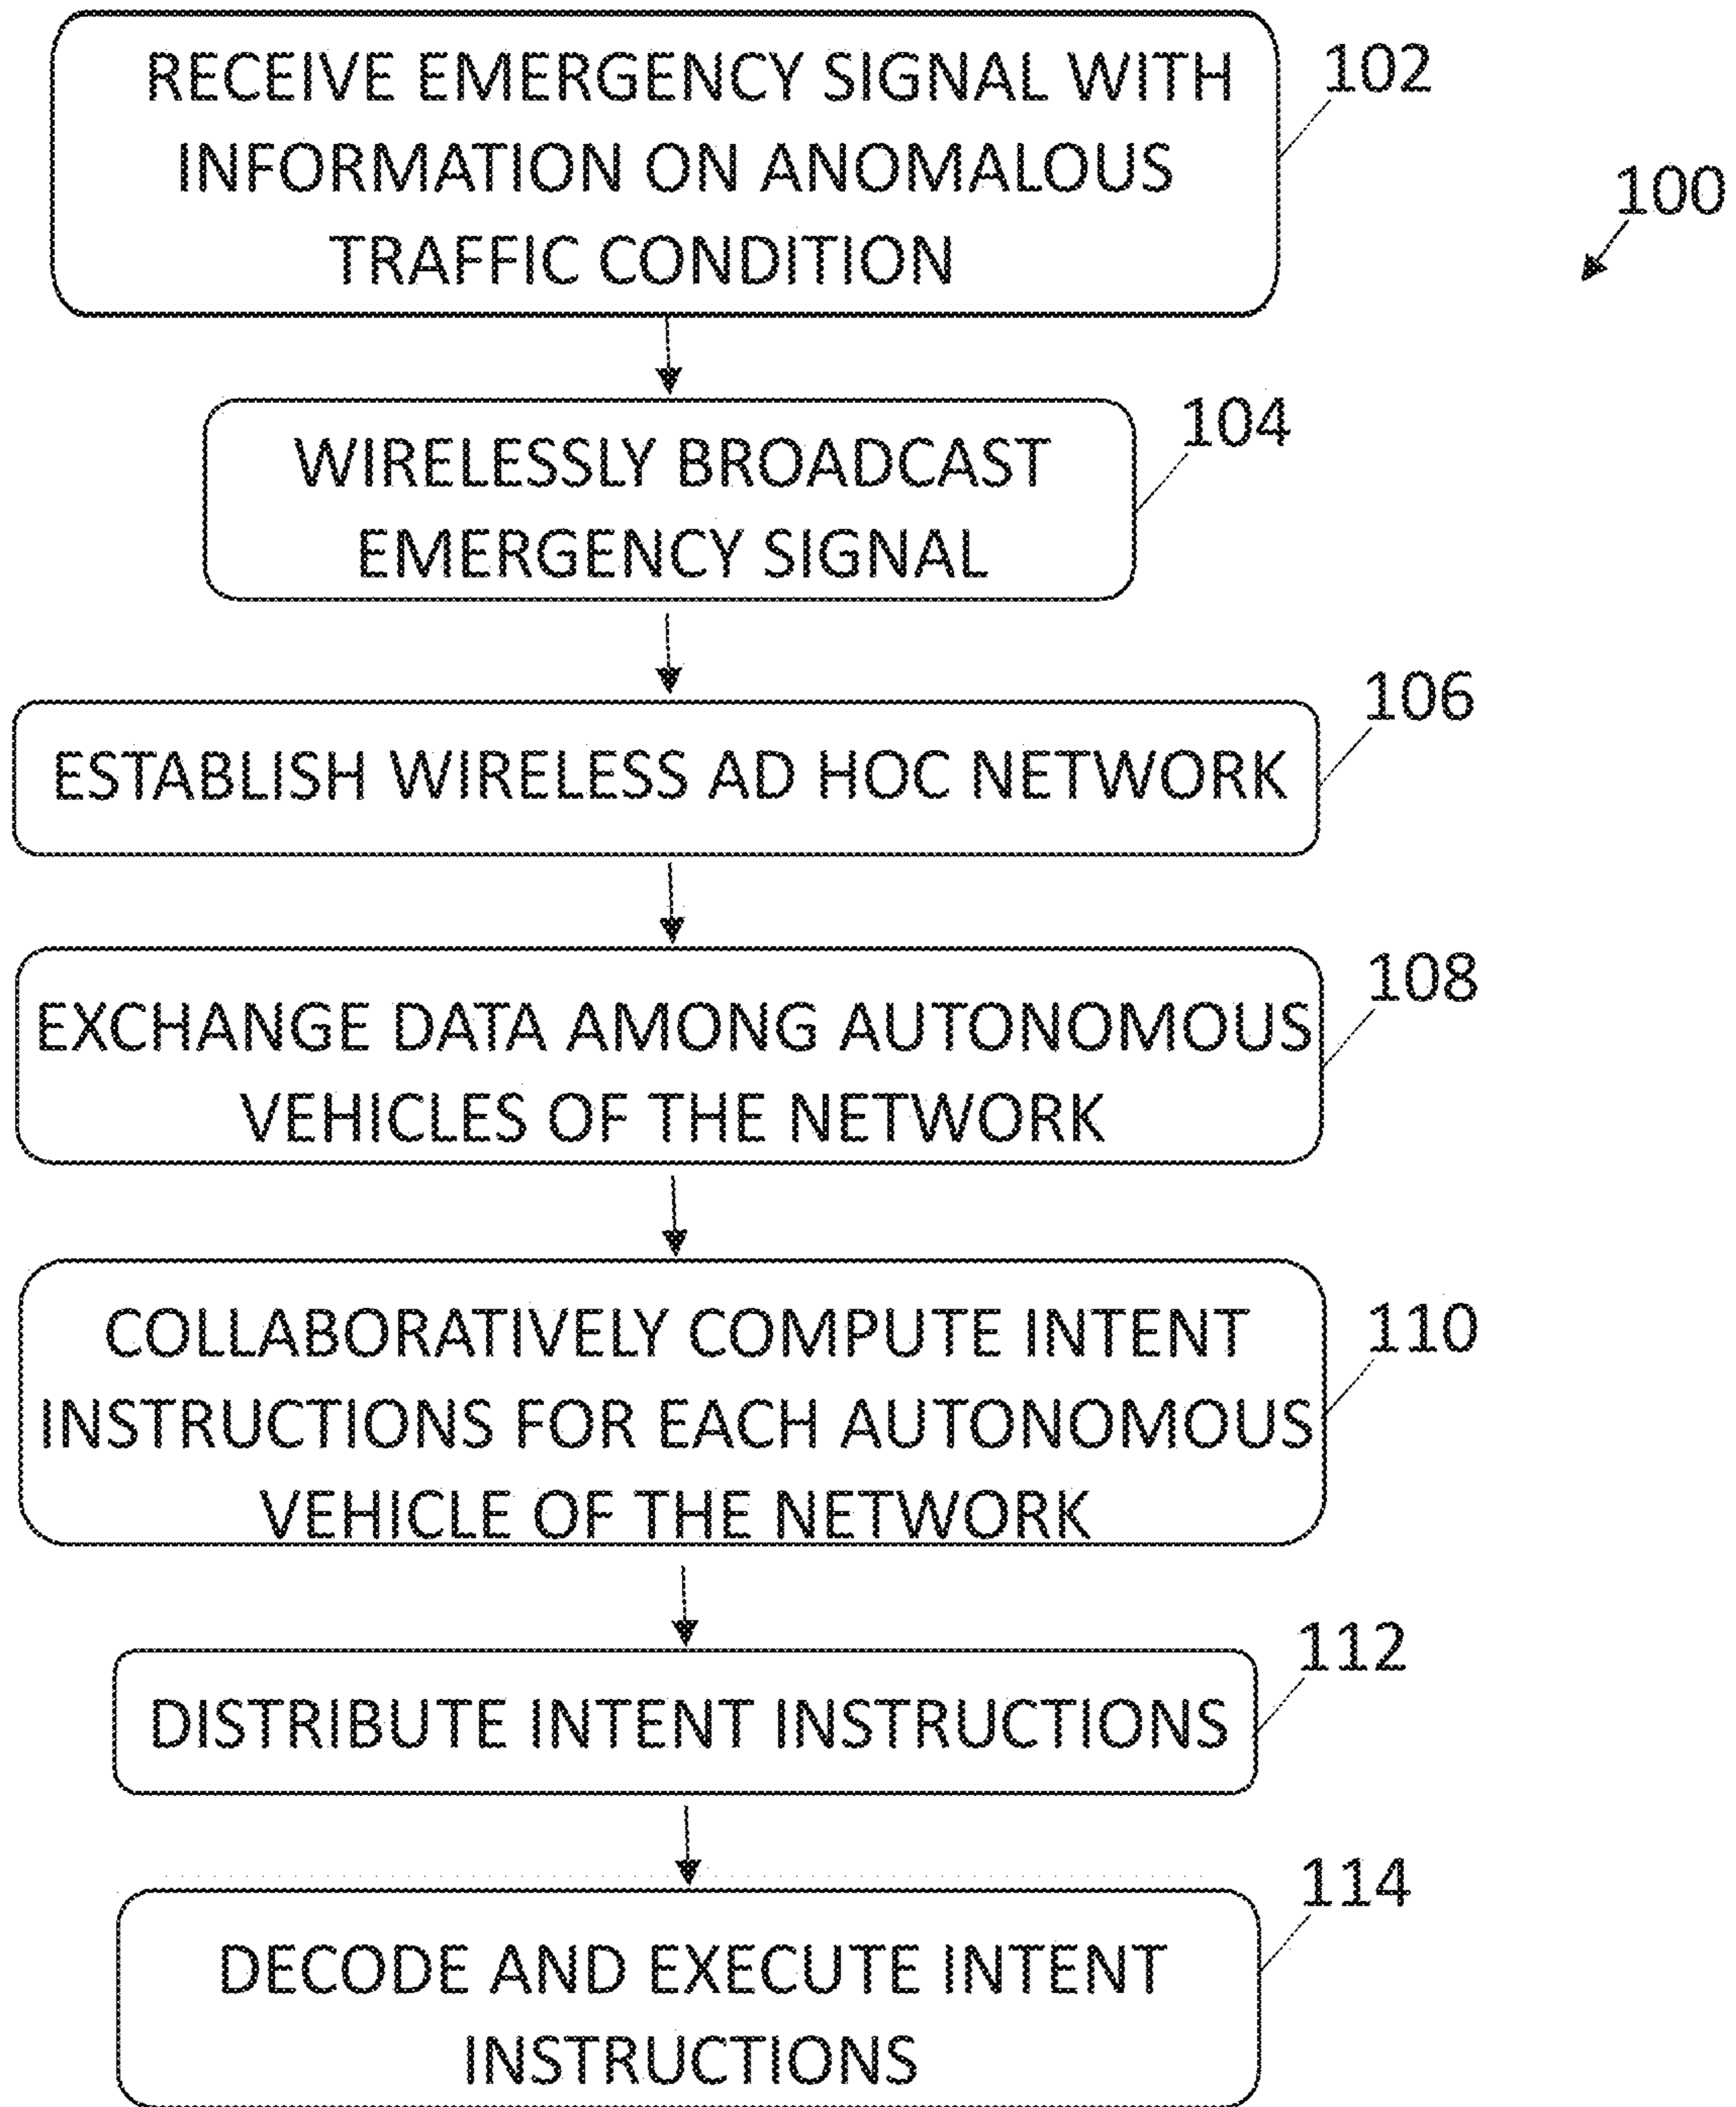 RECEIVE EMERGENCY SIGNAL WITH
INFORMATION ON ANOMALOUS
TRAFFIC CONDITION
102
100
WIRELESSLY BROADCAST
EMERGENCY SIGNAL
104
ESTABLISH WIRELESS AD HOC NETWORK
106
EXCHANGE DATA AMONG AUTONOMOUS
VEHICLES OF THE NETWORK
108
COLLABORATIVELY COMPUTE INTENT
INSTRUCTIONS FOR EACH AUTONOMOUS
VEHICLE OF THE NETWORK
110
DISTRIBUTE INTENT INSTRUCTIONS
112
DECODE AND EXECUTE INTENT
INSTRUCTIONS
114